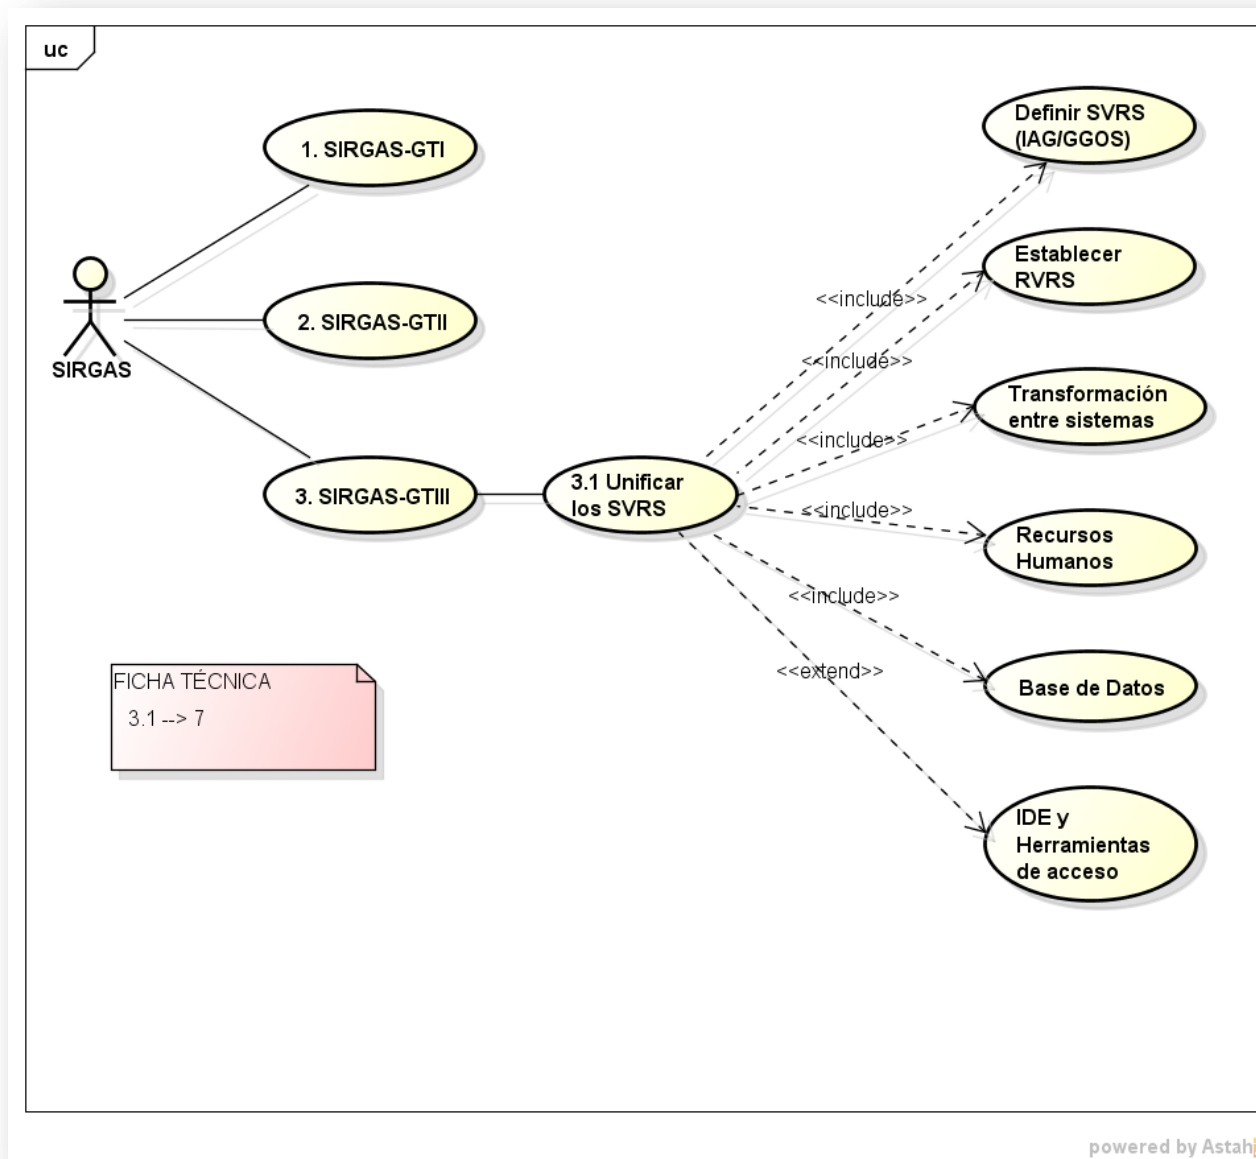 uc
1. SIRGAS-GTI
2. SIRGAS-GTII
SIRGAS
3. SIRGAS-GTIII
3.1 Unificar
los SVRS
<<include>>
<<include>>
<<include>>
<<include>>
<<include>>
<<extend>>
Definir SVRS
(IAG/GGOS)
Establecer
RVRS
Transformación
entre sistemas
Recursos
Humanos
Base de Datos
IDE y
Herramientas
de acceso
FICHA TÉCNICA
3.1 --> 7
powered by Astah